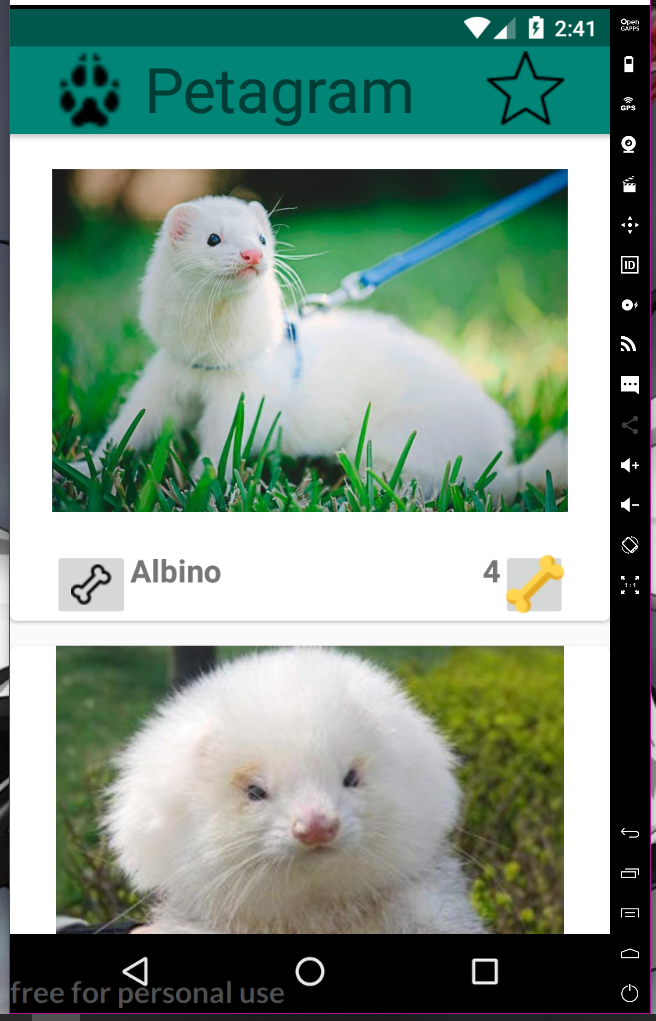 2:41
Open
GAPPS
Petagram
GPS
ID
Albino
4
1:1
free for personal use